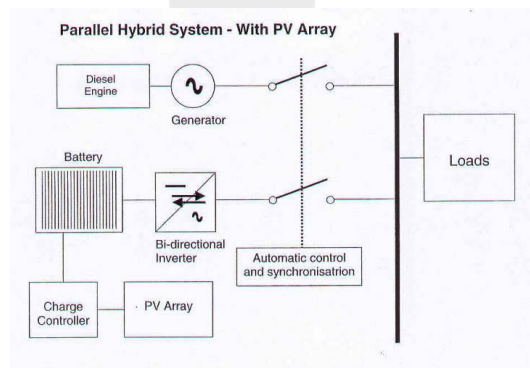 Parallel Hybrid System - With PV Array
Diesel
Engine
Generator
Battery
Bi-directional
Inverter
Loads
Automatic control
and synchronisatrion
Charge
Controller
PV Array